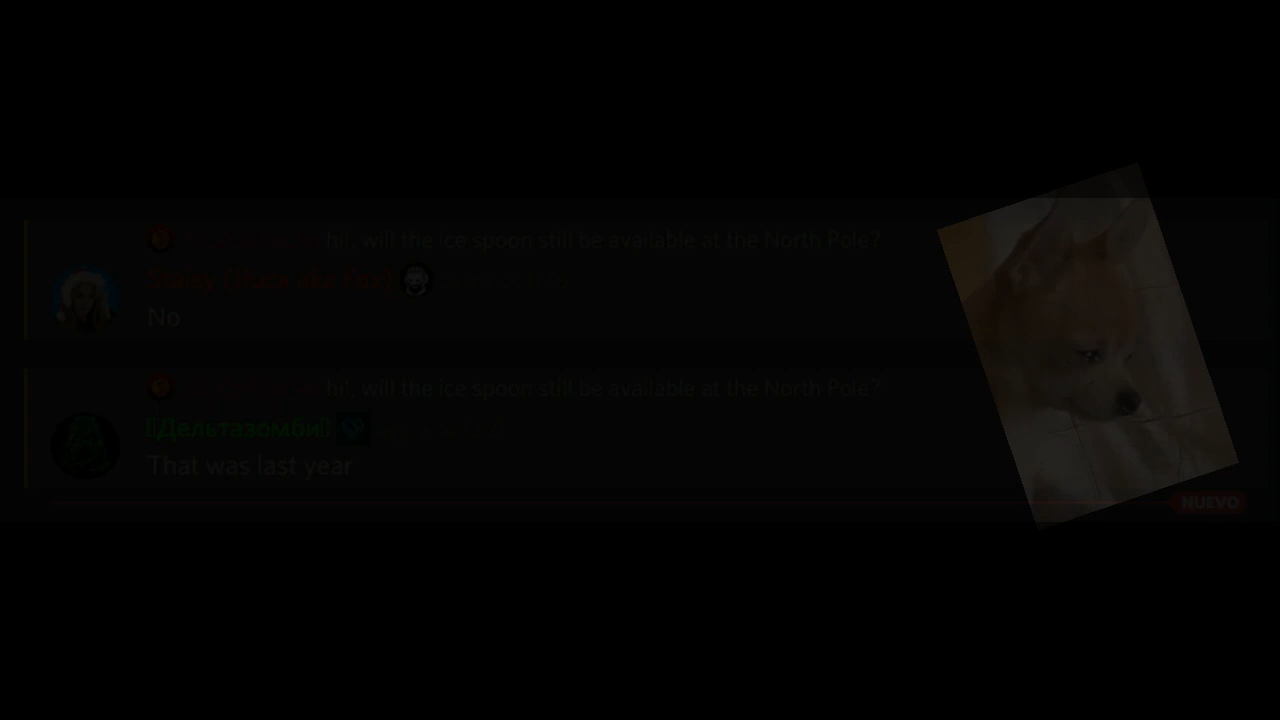 hi!, will the ice spoon still be available at the North Pole?
No
hi!, will the ice spoon still be available at the North Pole?
[Дельтазомби]
That was last year
NUEVO